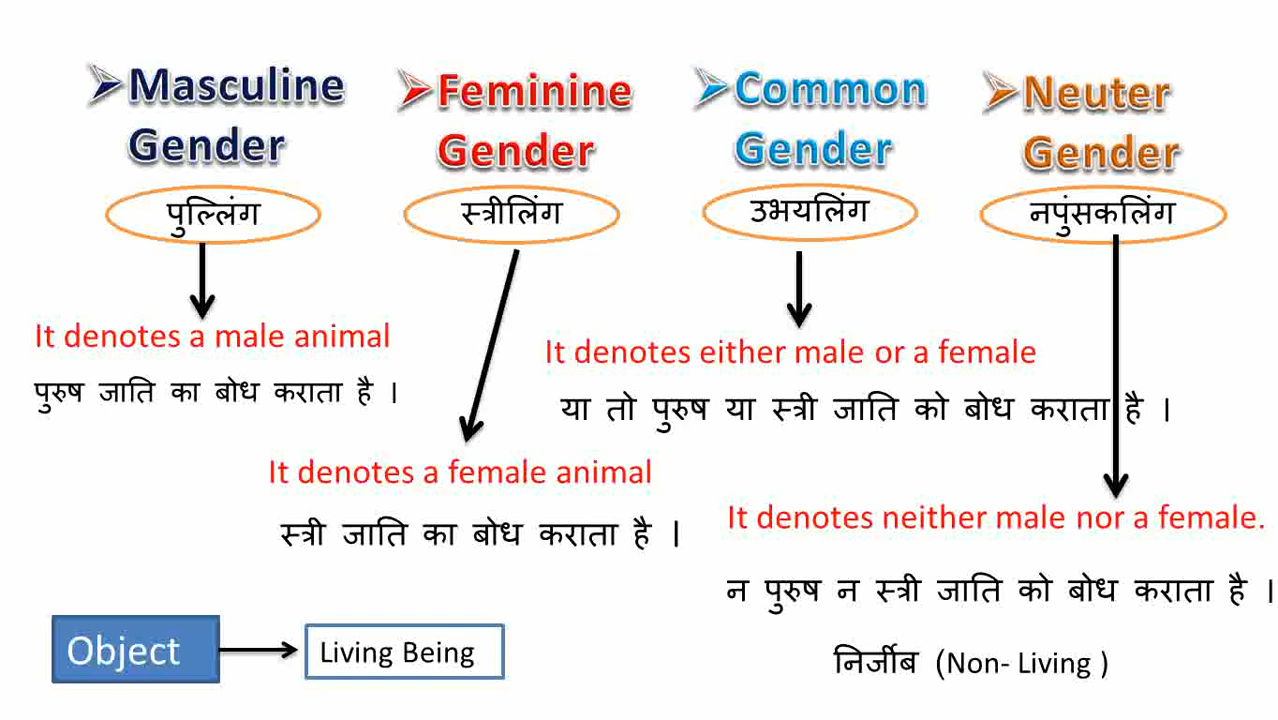 Masculine
Gender
Feminine
Gender
Common
Gender
Neuter
Gender
पुल्लिंग
स्त्रीलिंग
उभयलिंग
नपुंसकलिंग
It denotes a male animal
पुरुष जाति का बोध कराता है ।
It denotes either male or a female
या तो पुरुष या स्त्री जाति को बोध कराता है ।
It denotes a female animal
स्त्री जाति का बोध कराता है ।
It denotes neither male nor a female.
न पुरुष न स्त्री जाति को बोध कराता है ।
निर्जीब (Non- Living )
Object
Living Being